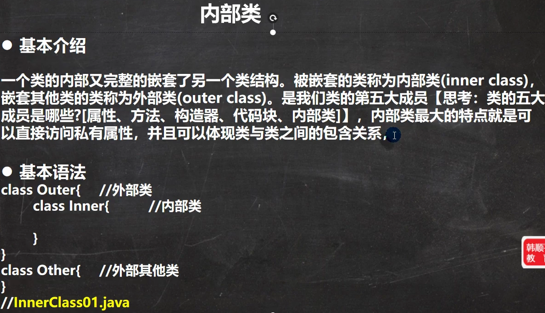 内部类
● 基本介绍
一个类的内部又完整的嵌套了另一个类结构。被嵌套的类称为内部类(inner class),
嵌套其他类的类称为外部类(outer class)。是我们类的第五大成员【思考：类的五大
成员是哪些?[属性、方法、构造器、代码块、内部类]】，内部类最大的特点就是可
以直接访问私有属性，并且可以体现类与类之间的包含关系,
● 基本语法
class Outer{ //外部类
class Inner{ //内部类
}
}
class Other{ //外部其他类
}
//InnerClass01.java
韩顺
教